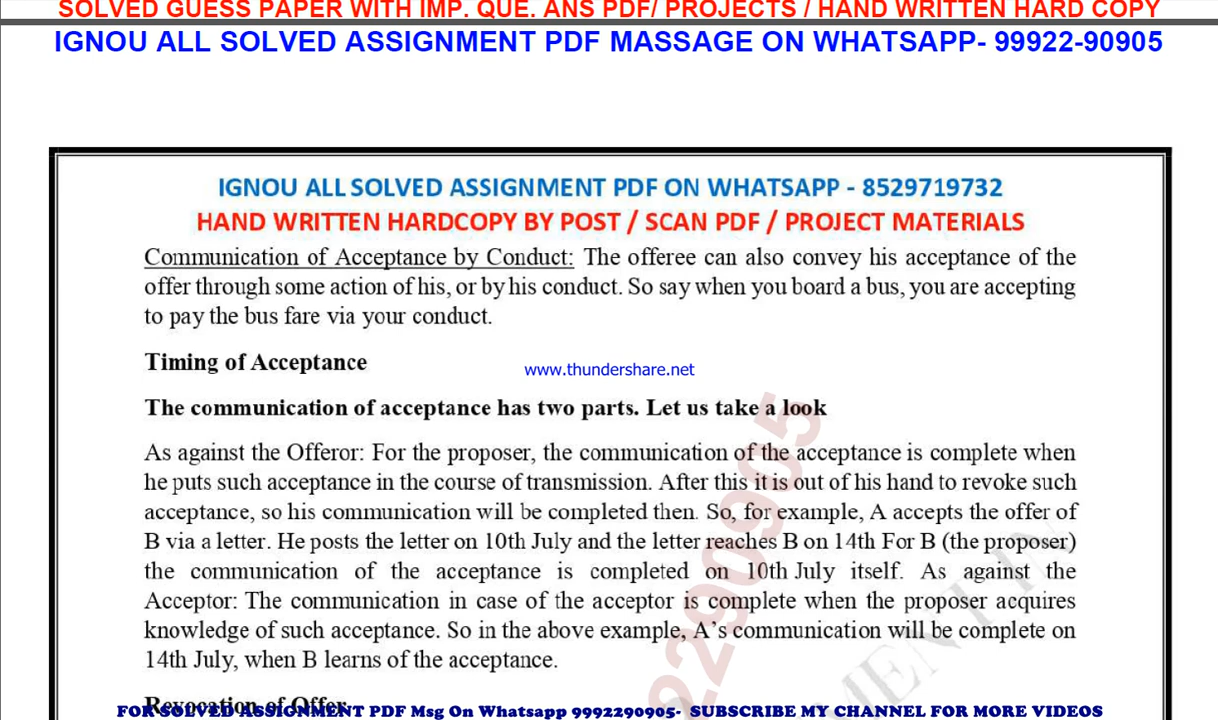 SOLVED GUESS PAPER WITH IMP. QUE. ANS PDF/ PROJECTS / HAND WRITTEN HARD COPY
IGNOU ALL SOLVED ASSIGNMENT PDF MASSAGE ON WHATSAPP- 99922-90905
IGNOU ALL SOLVED ASSIGNMENT PDF ON WHATSAPP - 8529719732
HAND WRITTEN HARDCOPY BY POST / SCAN PDF / PROJECT MATERIALS
Communication of Acceptance by Conduct: The offeree can also convey his acceptance of the
offer through some action of his, or by his conduct. So say when you board a bus, you are accepting
to pay the bus fare via your conduct.
Timing of Acceptance
www.thundershare.net
The communication of acceptance has two parts. Let us take a look
As against the Offeror: For the proposer, the communication of the acceptance is complete when
he puts such acceptance in the course of transmission. After this it is out of his hand to revoke such
acceptance, so his communication will be completed then. So, for example, A accepts the offer of
B via a letter. He posts the letter on 10th July and the letter reaches B on 14th For B (the proposer)
the communication of the acceptance is completed on 10th July itself. As against the
Acceptor: The communication in case of the acceptor is complete when the proposer acquires
knowledge of such acceptance. So in the above example, A's communication will be complete on
14th July, when B learns of the acceptance.
Revocation of Offer
FOR SOLVED ASSIGNMENT PDF Msg On Whatsapp 9992290905- SUBSCRIBE MY CHANNEL FOR MORE VIDEOS
2290905
MENT IN